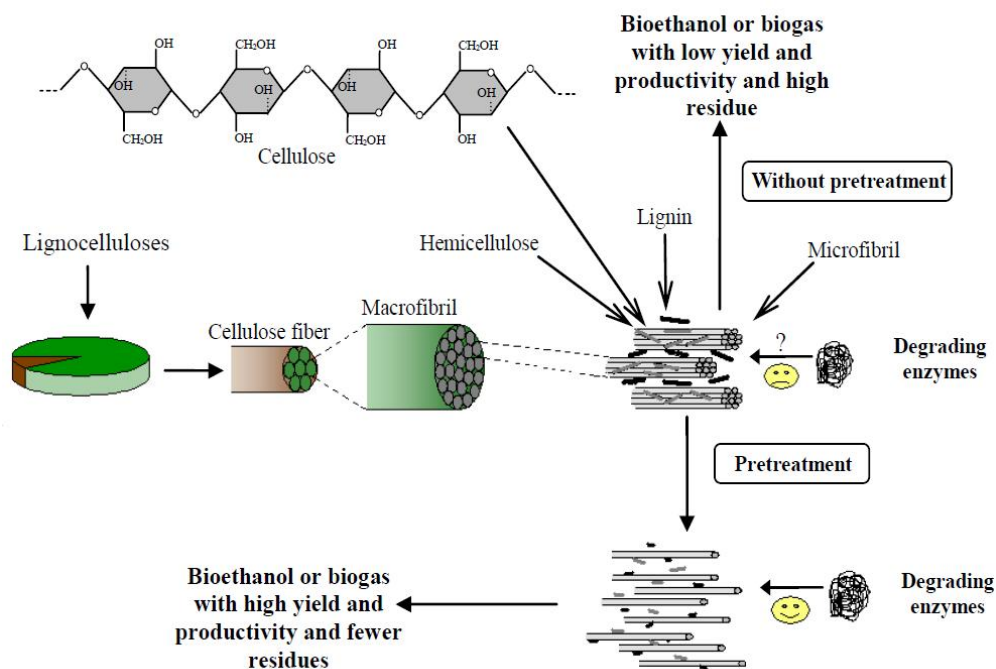 OH
CH₂OH
OH
CH₂OH
O
OH
O
O
OH
O
O
OH
O
O
OH
O
O
CH₂OH
OH
CH₂OH
OH
Cellulose
Bioethanol or biogas
with low yield and
productivity and high
residue
Without pretreatment
Lignin
Hemicellulose
Microfibril
Lignocelluloses
Macrofibril
Cellulose fiber
?
Degrading
enzymes
Pretreatment
Bioethanol or biogas
with high yield and
productivity and fewer
residues
Degrading
enzymes